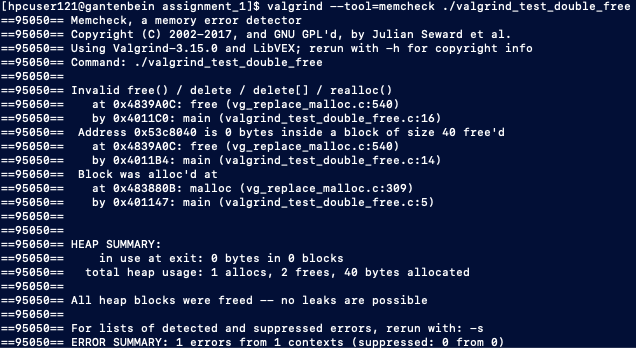 [hpcuser121@gantenbein assignment_1]$ valgrind --tool=memcheck ./valgrind_test_double_free
==95050== Memcheck, a memory error detector
==95050== Copyright (C) 2002-2017, and GNU GPL'd, by Julian Seward et al.
==95050== Using Valgrind-3.15.0 and LibVEX; rerun with -h for copyright info
==95050== Command: ./valgrind_test_double_free
==95050==
==95050== Invalid free() / delete / delete[] / realloc()
==95050==    at 0x4839A0C: free (vg_replace_malloc.c:540)
==95050==    by 0x4011C0: main (valgrind_test_double_free.c:16)
==95050==  Address 0x53c8040 is 0 bytes inside a block of size 40 free'd
==95050==    at 0x4839A0C: free (vg_replace_malloc.c:540)
==95050==    by 0x4011B4: main (valgrind_test_double_free.c:14)
==95050==  Block was alloc'd at
==95050==    at 0x483880B: malloc (vg_replace_malloc.c:309)
==95050==    by 0x401147: main (valgrind_test_double_free.c:5)
==95050==
==95050==
==95050== HEAP SUMMARY:
==95050==     in use at exit: 0 bytes in 0 blocks
==95050==   total heap usage: 1 allocs, 2 frees, 40 bytes allocated
==95050==
==95050== All heap blocks were freed -- no leaks are possible
==95050==
==95050== For lists of detected and suppressed errors, rerun with: -s
==95050== ERROR SUMMARY: 1 errors from 1 contexts (suppressed: 0 from 0)